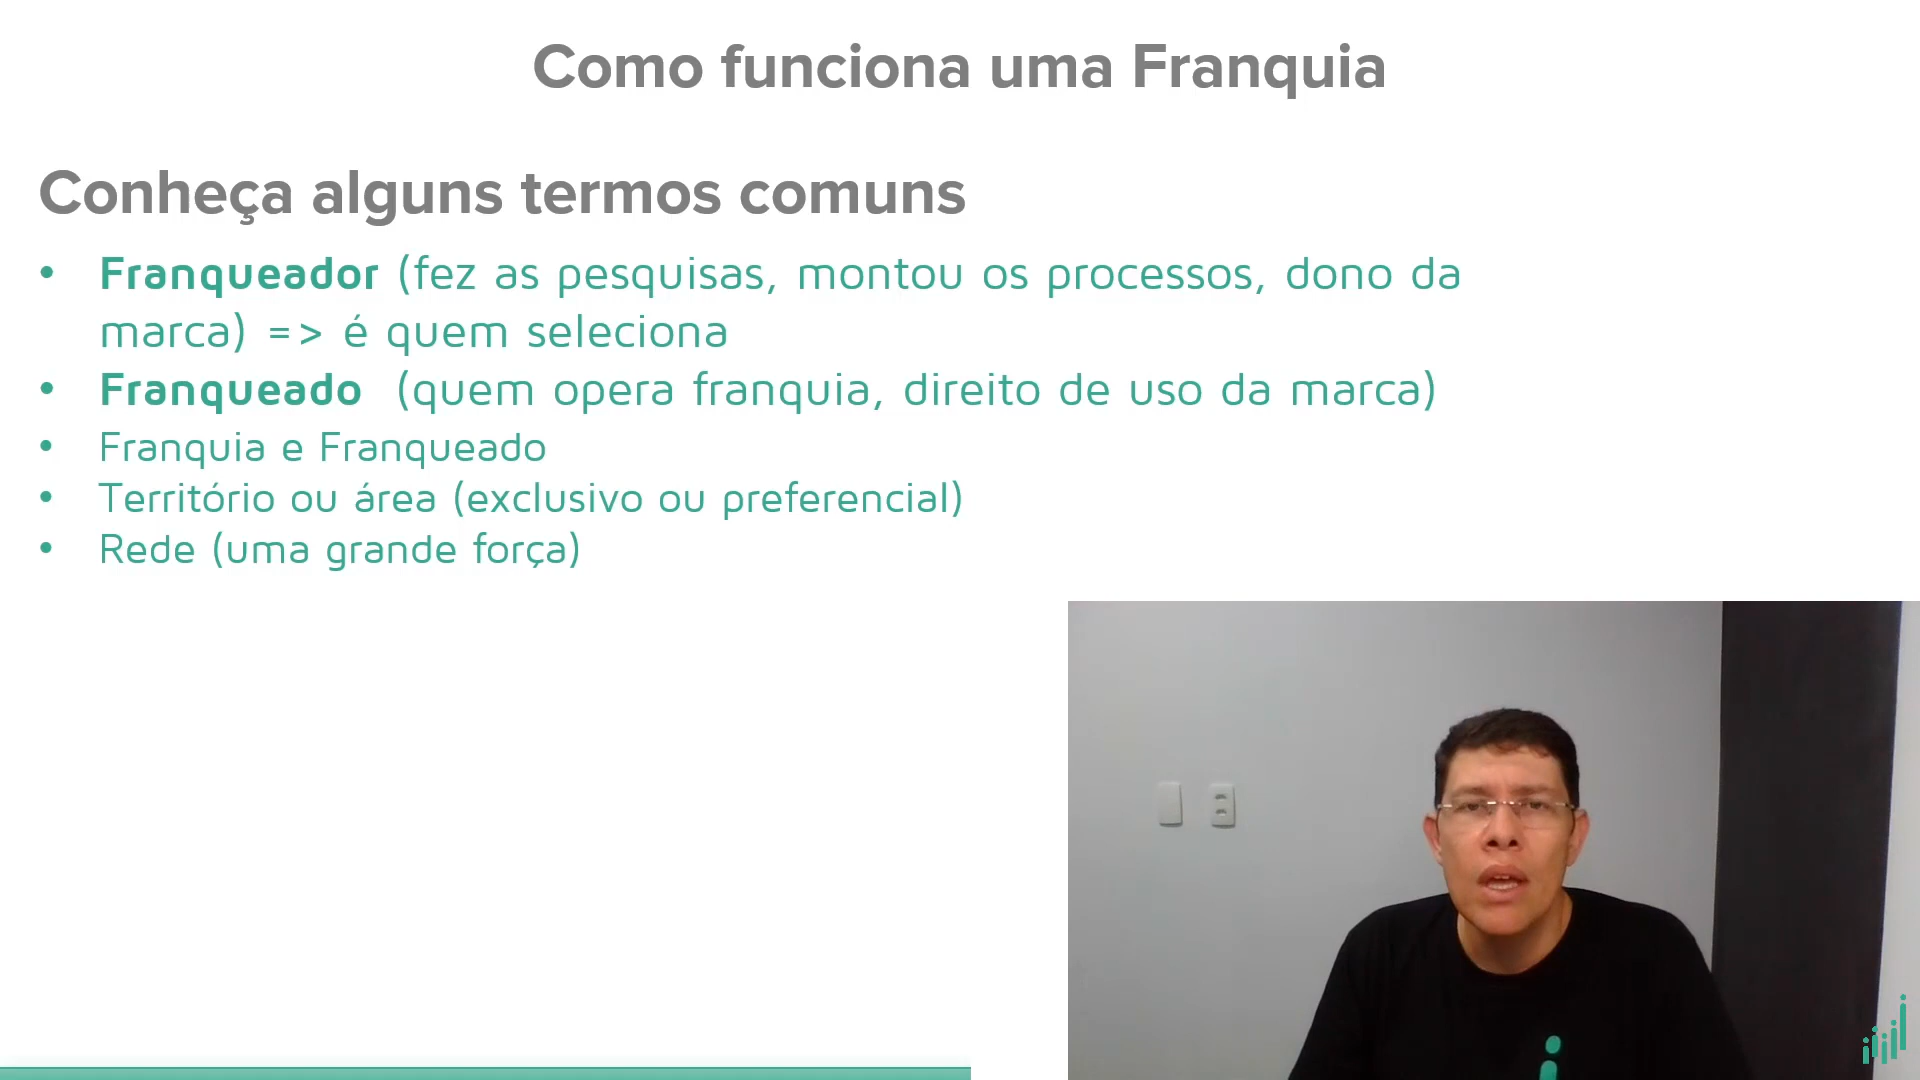 Como funciona uma Franquia
Conheça alguns termos comuns
• Franqueador (fez as pesquisas, montou os processos, dono da
marca) => é quem seleciona
• Franqueado (quem opera franquia, direito de uso da marca)
• Franquia e Franqueado
• Território ou área (exclusivo ou preferencial)
• Rede (uma grande força)